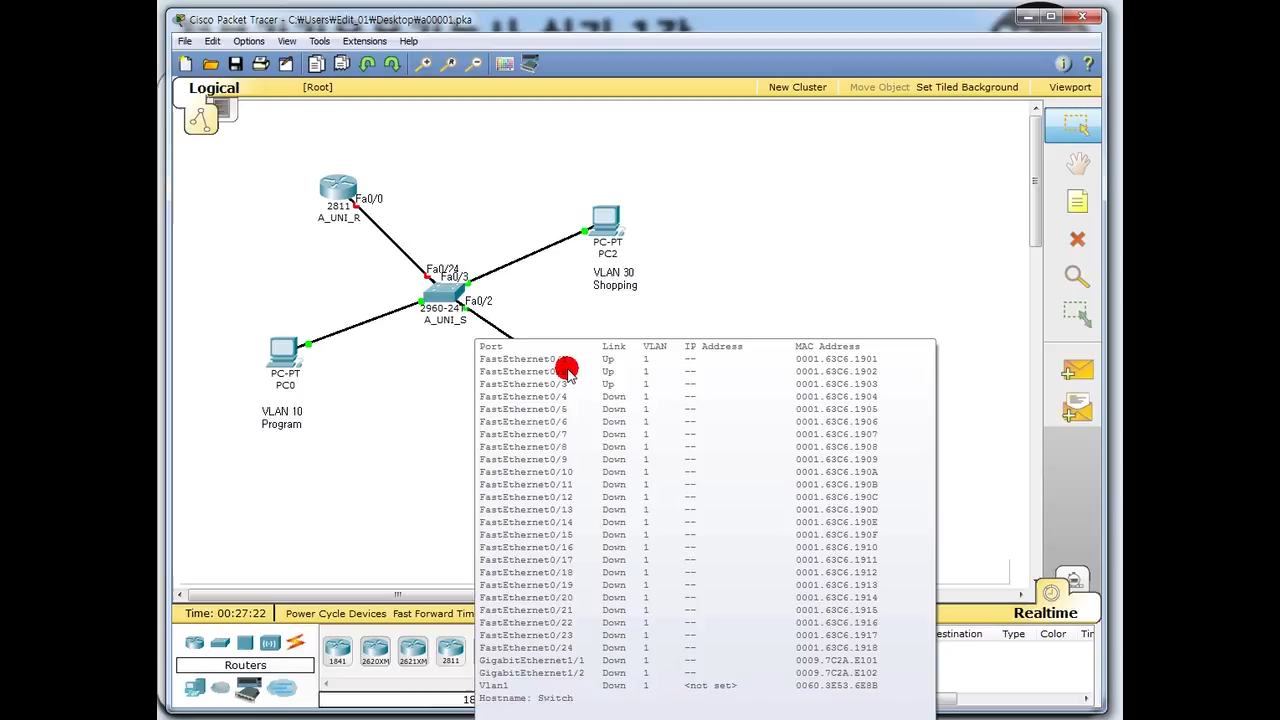 Cisco Packet Tracer - C:₩Users₩Edit_01₩Desktop₩a00001.pka
File Edit Options View Tools Extensions Help
Logical [Root] New Cluster Move Object Set Tiled Background Viewport
Fa0/0
2811
A_UNI_R
PC-PT
PC2
VLAN 30
Shopping
Fa0/24
Fa0/3
Fa0/2
A_UNI_S
PC-PT
PC0
VLAN 10
Program
Port Link VLAN IP Address MAC Address
FastEthernet0/1 Up 1 -- 0001.63C6.1901
FastEthernet0/2 Up 1 -- 0001.63C6.1902
FastEthernet0/3 Up 1 -- 0001.63C6.1903
FastEthernet0/4 Down 1 -- 0001.63C6.1904
FastEthernet0/5 Down 1 -- 0001.63C6.1905
FastEthernet0/6 Down 1 -- 0001.63C6.1906
FastEthernet0/7 Down 1 -- 0001.63C6.1907
FastEthernet0/8 Down 1 -- 0001.63C6.1908
FastEthernet0/9 Down 1 -- 0001.63C6.1909
FastEthernet0/10 Down 1 -- 0001.63C6.190A
FastEthernet0/11 Down 1 -- 0001.63C6.190B
FastEthernet0/12 Down 1 -- 0001.63C6.190C
FastEthernet0/13 Down 1 -- 0001.63C6.190D
FastEthernet0/14 Down 1 -- 0001.63C6.190E
FastEthernet0/15 Down 1 -- 0001.63C6.190F
FastEthernet0/16 Down 1 -- 0001.63C6.1910
FastEthernet0/17 Down 1 -- 0001.63C6.1911
FastEthernet0/18 Down 1 -- 0001.63C6.1912
FastEthernet0/19 Down 1 -- 0001.63C6.1913
FastEthernet0/20 Down 1 -- 0001.63C6.1914
FastEthernet0/21 Down 1 -- 0001.63C6.1915
FastEthernet0/22 Down 1 -- 0001.63C6.1916
FastEthernet0/23 Down 1 -- 0001.63C6.1917
FastEthernet0/24 Down 1 -- 0001.63C6.1918
GigabitEthernet1/1 Down 1 -- 0009.7C2A.E101
GigabitEthernet1/2 Down 1 -- 0009.7C2A.E102
Vlan1 Down 1 <not set> 0060.3E53.6E8B
Hostname: Switch
Time: 00:27:22 Power Cycle Devices Fast Forward Tim Realtime
estination Type Color Tir
1841 2620XM 2621XM 2811
Routers
18